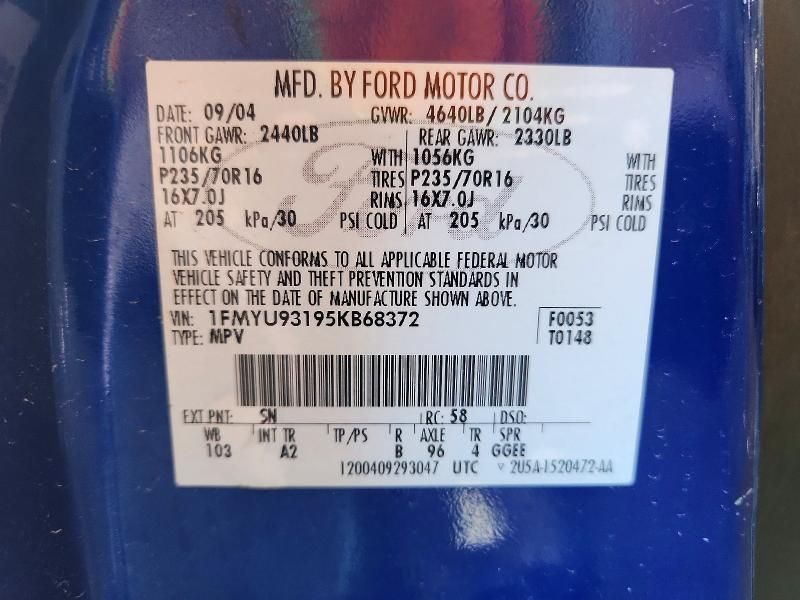 MFD. BY FORD MOTOR CO.
DATE: 09/04 GVWR: 4640LB/ 2104KG
FRONT GAWR: 2440LB REAR GAWR: 2330LB
1106KG WITH 1056KG WITH
P235/70R16 TIRES P235/70R16 TIRES
16X7.0J RIMS 16X7.0J RIMS
AT 205 kPa/30 PSI COLD AT 205 kPa/30 PSI COLD
Ford
THIS VEHICLE CONFORMS TO ALL APPLICABLE FEDERAL MOTOR
VEHICLE SAFETY AND THEFT PREVENTION STANDARDS IN
EFFECT ON THE DATE OF MANUFACTURE SHOWN ABOVE.
VIN: 1FMYU93195KB68372 F0053
TYPE: MPV T0148
EXT PNT: SN RC: 58 DSO:
WB INT TR TP/PS R AXLE TR SPR
103 A2 B 96 4 GGEE
1200409293047 UTC 2U5A-1520472-AA